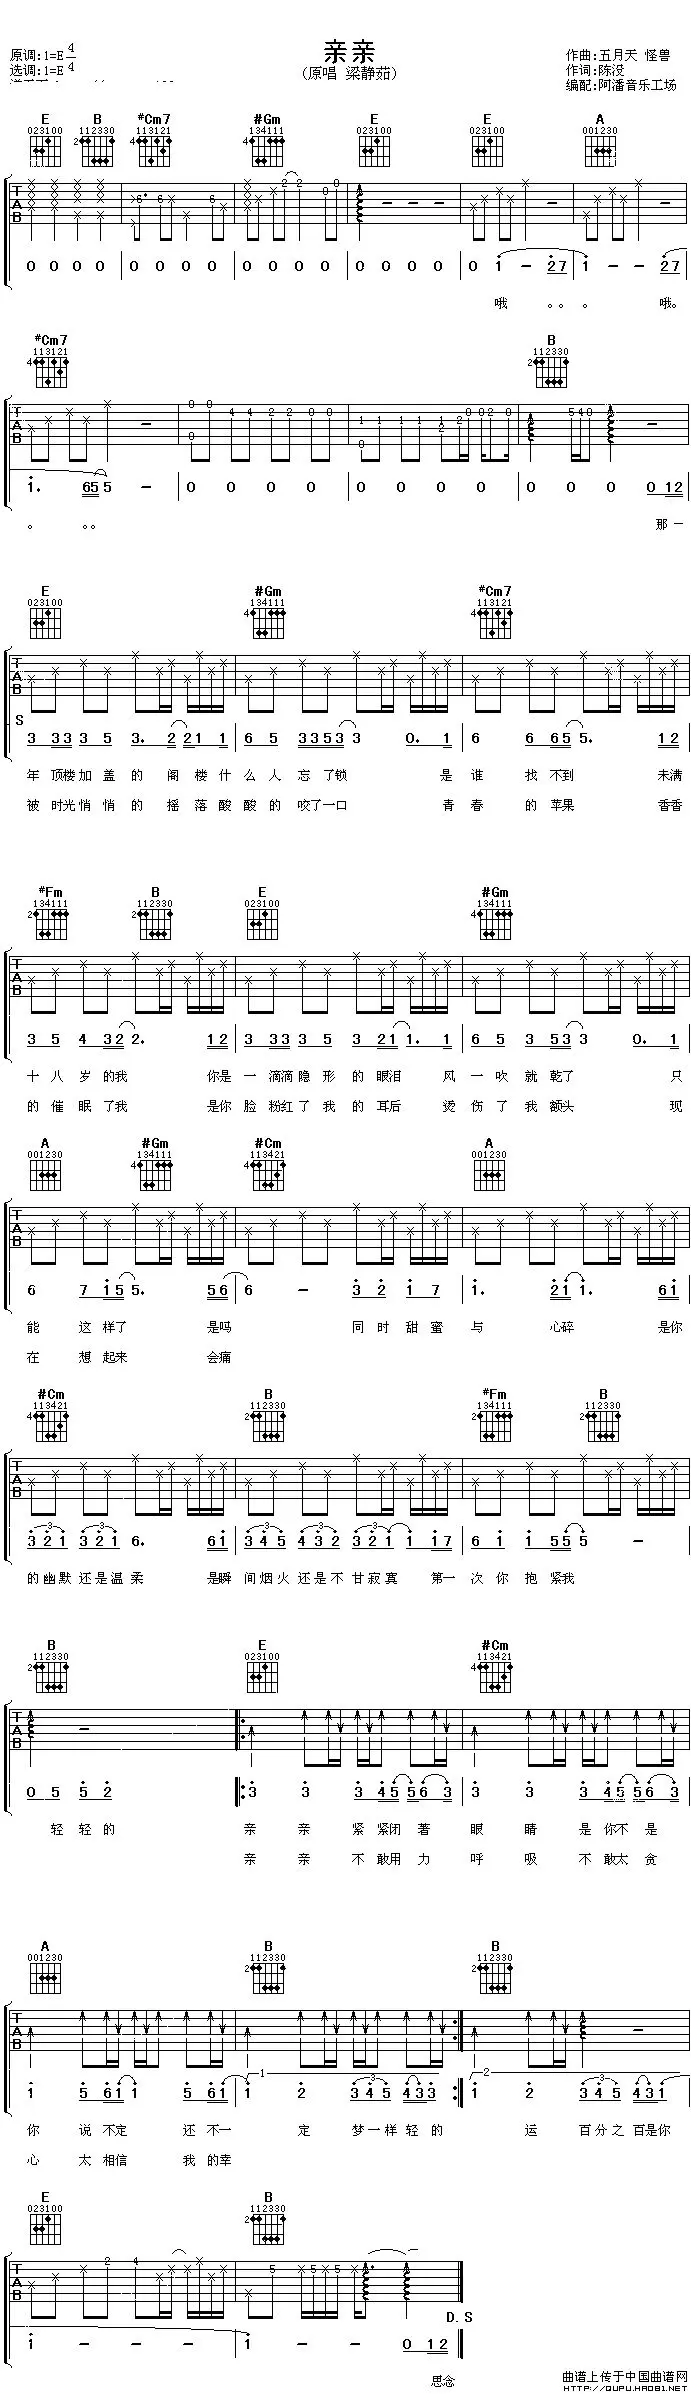 亲亲
(原唱 梁静茹)
原调:1=E 4/4
选调:1=E
作曲:五月天 怪兽
作词:陈没
编配:阿潘音乐工场
E B #Cm7 #Gm E E A
023100 112330 113121 134111 023100 023100 001230
0 0 0 0 0 0 0 0 0 0 0 0 0 0 0 0 0 1 - 27 1 - 27
哦 。。 。 哦。
#Cm7 B
113121 112330
1. 65 5 - 0 0 0 0 0 0 0 0 0 0 0 0 12
。 。。 那一
E #Gm #Cm7
023100 134111 113121
S
3 33 3 5 3. 2 21 1 6 5 3353 3 0. 1 6 6 65 5. 12
年 顶楼加 盖 的 阁 楼 什 么 人 忘 了锁 是 谁 找 不到 未满
被 时光悄 悄 的 摇 落 酸 酸 的 咬了一口 青 春 的 苹果 香香
#Fm B E #Gm
134111 112330 023100 134111
3 5 4 32 2. 12 3 33 3 5 3 21 1. 1 6 5 3 53 3 0. 1
十 八 岁 的我 你是 一 滴滴 隐 形 的 眼泪 风 一 吹 就 乾了 只
的 催 眠 了我 是你 脸 粉红 了 我 的 耳后 烫 伤 了 我 额头 现
A #Gm #Cm A
001230 134111 113421 001230
6 7 15 5. 56 6 - 3 2 1 7 1. 21 1. 61
能 这 样了 是吗 同 时 甜 蜜 与 心碎 是你
在 想 起来 会痛
#Cm B #Fm B
113421 112330 134111 112330
321 321 6. 61 345 432 321 1 17 6 1 155 5 -
的幽默 还是温 柔 是瞬 间烟火 还是不 甘寂寞 第一 次 你 抱 紧我
B E #Cm
112330 023100 113421
0 5 5 2 3 3 3 45 56 3 3 3 3 45 56 3
轻 轻 的 亲 亲 紧 紧闭 著 眼 睛 是 你不 是
亲 亲 不 敢用 力 呼 吸 不 敢太 贪
A B B
001230 112330 112330
1 5 61 1 5 61 1 2 345 433 1 2 345 431
你 说 不定 还 不一 定 梦一样 轻 的 运 百分之 百是你
心 太 相信 我 的幸
E B
023100 112330
D.S
1 - - - 1 - - 0 12
思念
曲谱上传于中国曲谱网
HTTP://QUPU.HAO81.NET